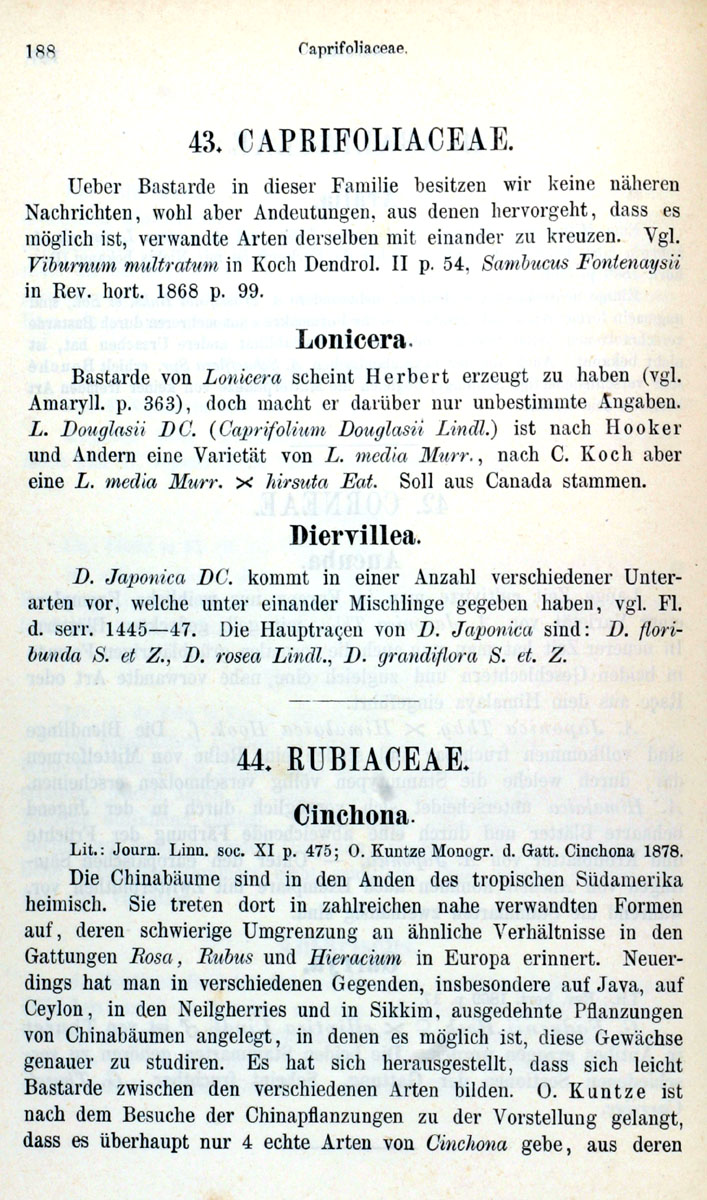 188
Caprifoliaceae.
43. CAPRIFOLIACEAE.
Ueber Bastarde in dieser Familie besitzen wir keine näheren
Nachrichten, wohl aber Andeutungen, aus denen hervorgeht, dass es
möglich ist, verwandte Arten derselben mit einander zu kreuzen. Vgl.
Viburnum multratum in Koch Dendrol. II p. 54, Sambucus Fontenaysii
in Rev. hort. 1868 p. 99.
Lonicera.
Bastarde von Lonicera scheint Herbert erzeugt zu haben (vgl.
Amaryll. p. 363), doch macht er darüber nur unbestimmte Angaben.
L. Douglasii DC. (Caprifolium Douglasii Lindl.) ist nach Hooker
und Andern eine Varietät von L. media Murr., nach C. Koch aber
eine L. media Murr. × hirsuta Eat. Soll aus Canada stammen.
Diervillea.
D. Japonica DC. kommt in einer Anzahl verschiedener Unter-
arten vor, welche unter einander Mischlinge gegeben haben, vgl. Fl.
d. serr. 1445—47. Die Hauptraçen von D. Japonica sind: D. flori-
bunda S. et Z., D. rosea Lindl., D. grandiflora S. et. Z.
44. RUBIACEAE.
Cinchona.
Lit.: Journ. Linn. soc. XI p. 475; O. Kuntze Monogr. d. Gatt. Cinchona 1878.
Die Chinabäume sind in den Anden des tropischen Südamerika
heimisch. Sie treten dort in zahlreichen nahe verwandten Formen
auf, deren schwierige Umgrenzung an ähnliche Verhältnisse in den
Gattungen Rosa, Rubus und Hieracium in Europa erinnert. Neuer-
dings hat man in verschiedenen Gegenden, insbesondere auf Java, auf
Ceylon, in den Neilgherries und in Sikkim, ausgedehnte Pflanzungen
von Chinabäumen angelegt, in denen es möglich ist, diese Gewächse
genauer zu studiren. Es hat sich herausgestellt, dass sich leicht
Bastarde zwischen den verschiedenen Arten bilden. O. Kuntze ist
nach dem Besuche der Chinapflanzungen zu der Vorstellung gelangt,
dass es überhaupt nur 4 echte Arten von Cinchona gebe, aus deren